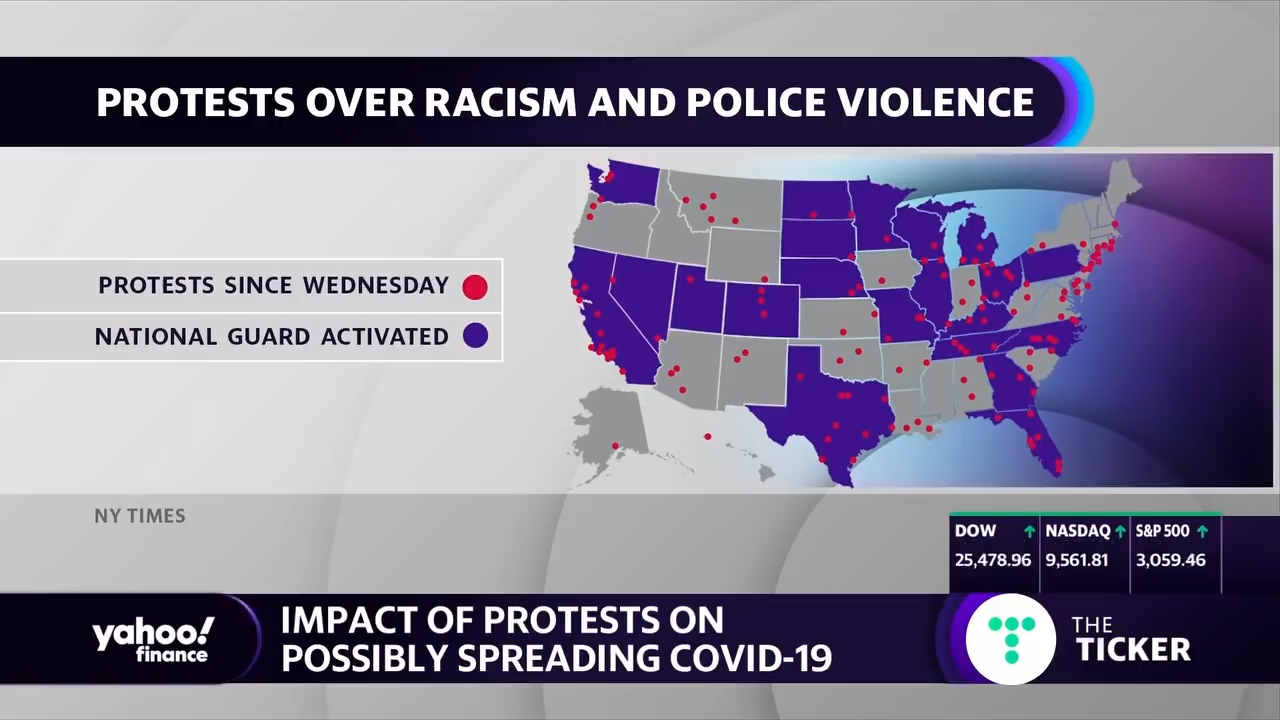 PROTESTS OVER RACISM AND POLICE VIOLENCE
PROTESTS SINCE WEDNESDAY
NATIONAL GUARD ACTIVATED
NY TIMES
DOW NASDAQ S&P 500
25,478.96 9,561.81 3,059.46
yahoo!
finance
IMPACT OF PROTESTS ON
POSSIBLY SPREADING COVID-19
THE
TICKER